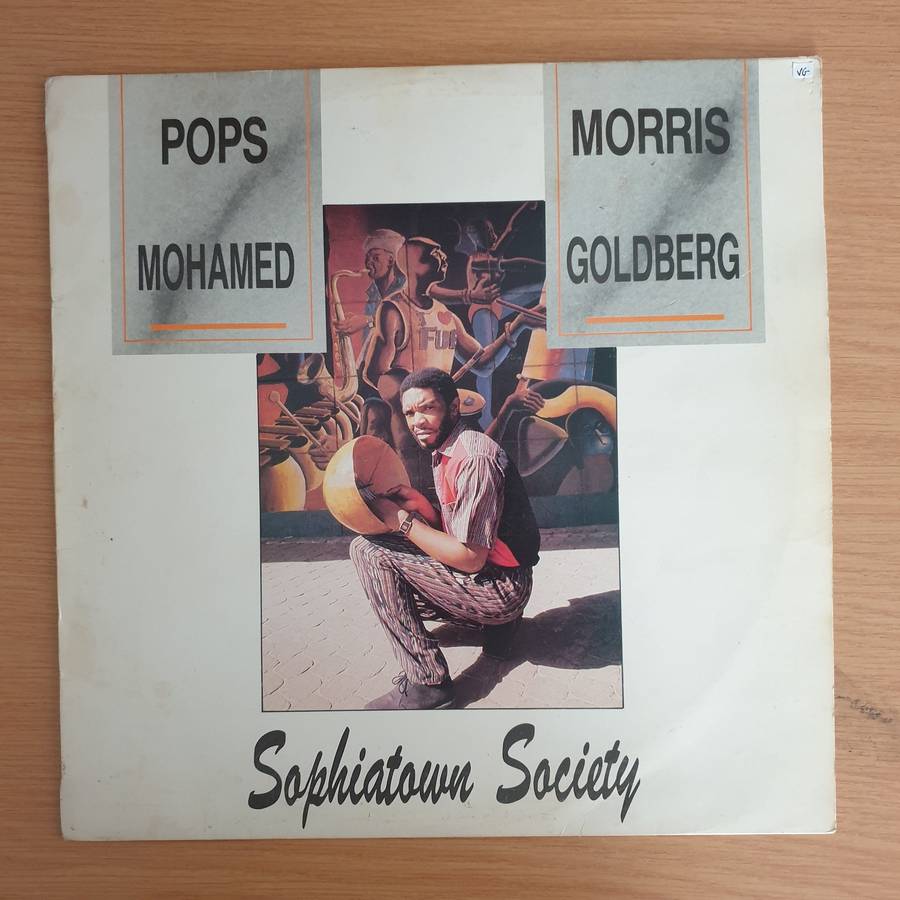 VG-
POPS
MOHAMED
MORRIS
GOLDBERG
Sophiatown Society